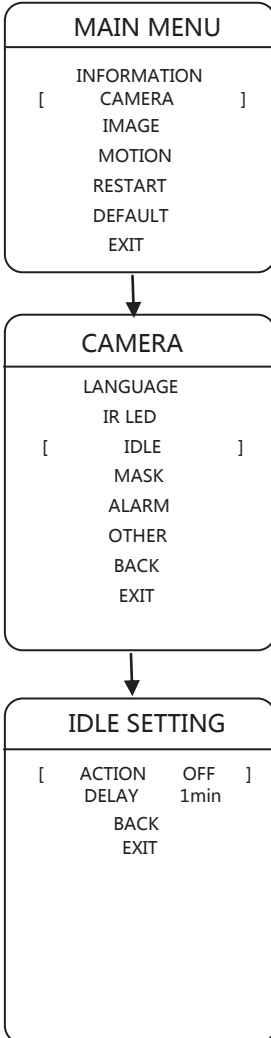 MAIN MENU
INFORMATION
[ CAMERA ]
IMAGE
MOTION
RESTART
DEFAULT
EXIT
CAMERA
LANGUAGE
IR LED
[ IDLE ]
MASK
ALARM
OTHER
BACK
EXIT
IDLE SETTING
[ ACTION OFF ]
DELAY 1min
BACK
EXIT